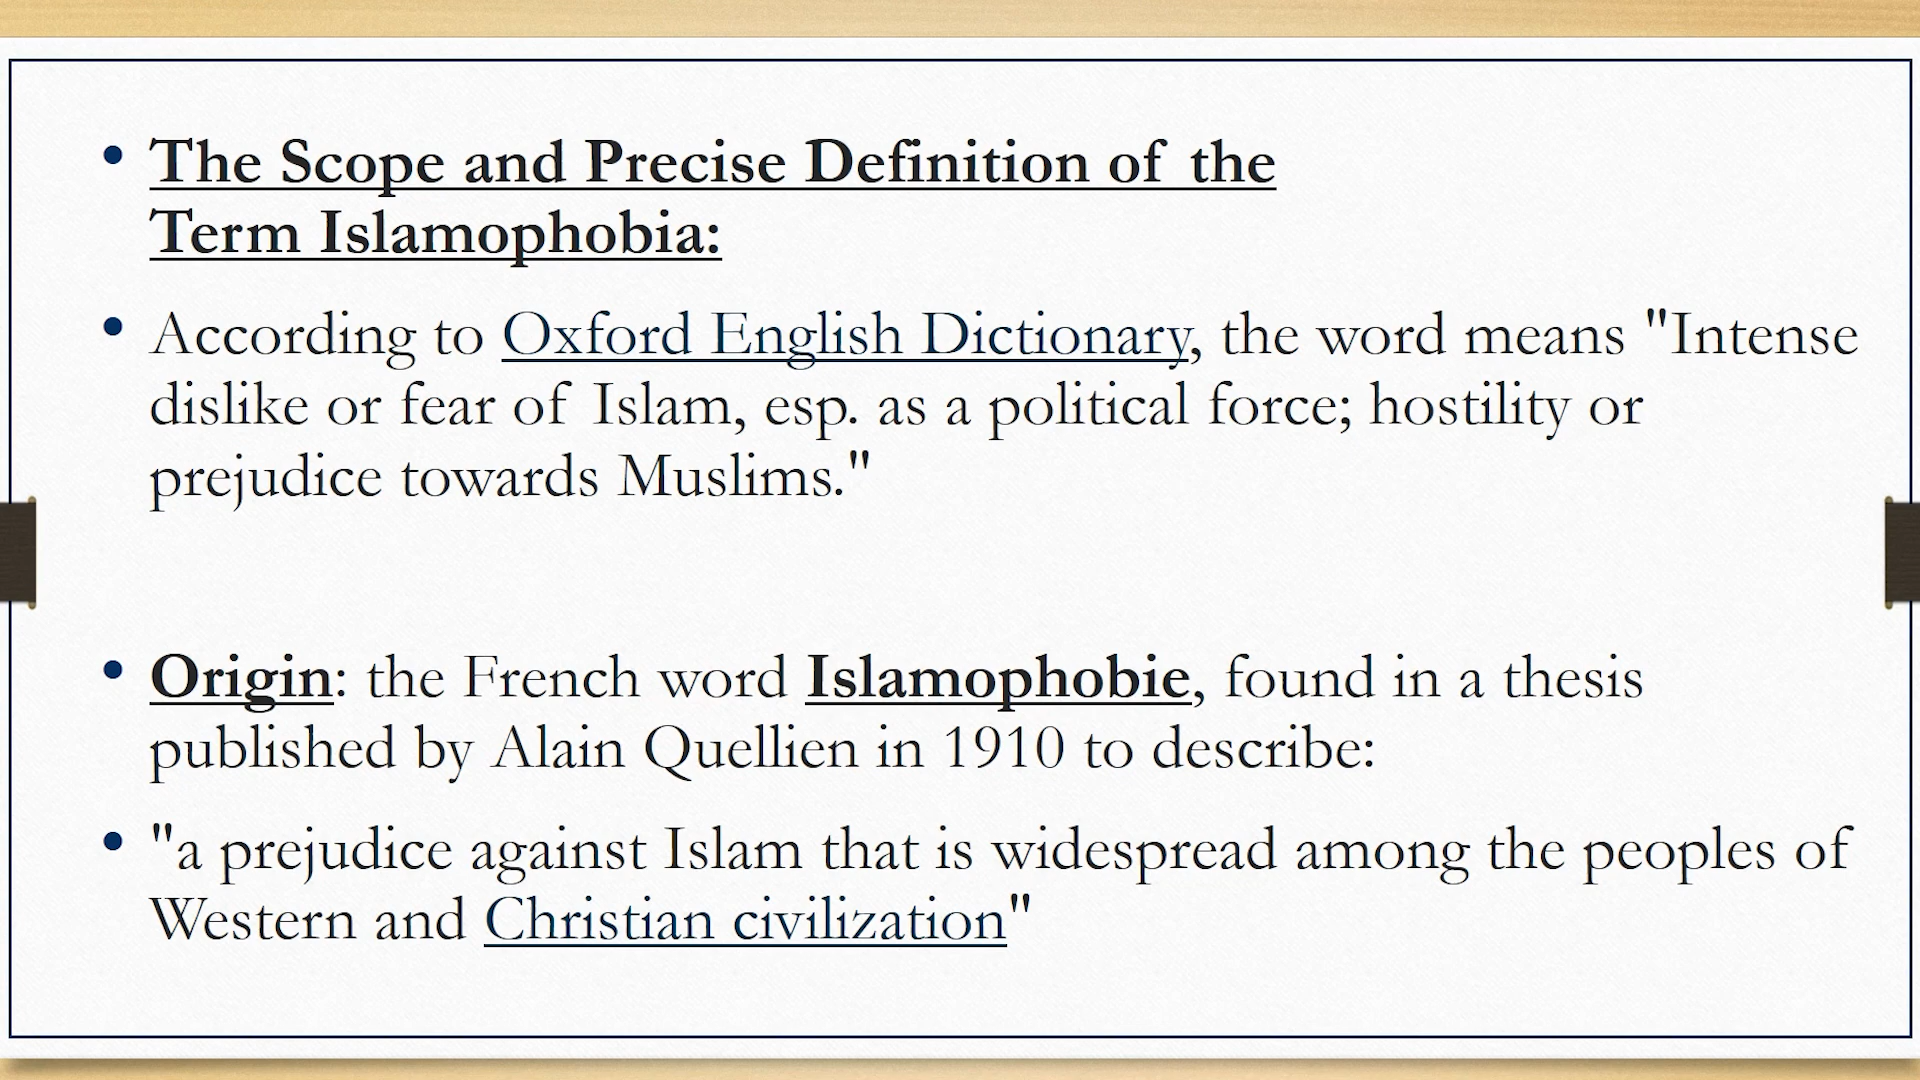 • The Scope and Precise Definition of the
Term Islamophobia:
• According to Oxford English Dictionary, the word means "Intense
dislike or fear of Islam, esp. as a political force; hostility or
prejudice towards Muslims."
• Origin: the French word Islamophobie, found in a thesis
published by Alain Quellien in 1910 to describe:
• "a prejudice against Islam that is widespread among the peoples of
Western and Christian civilization"